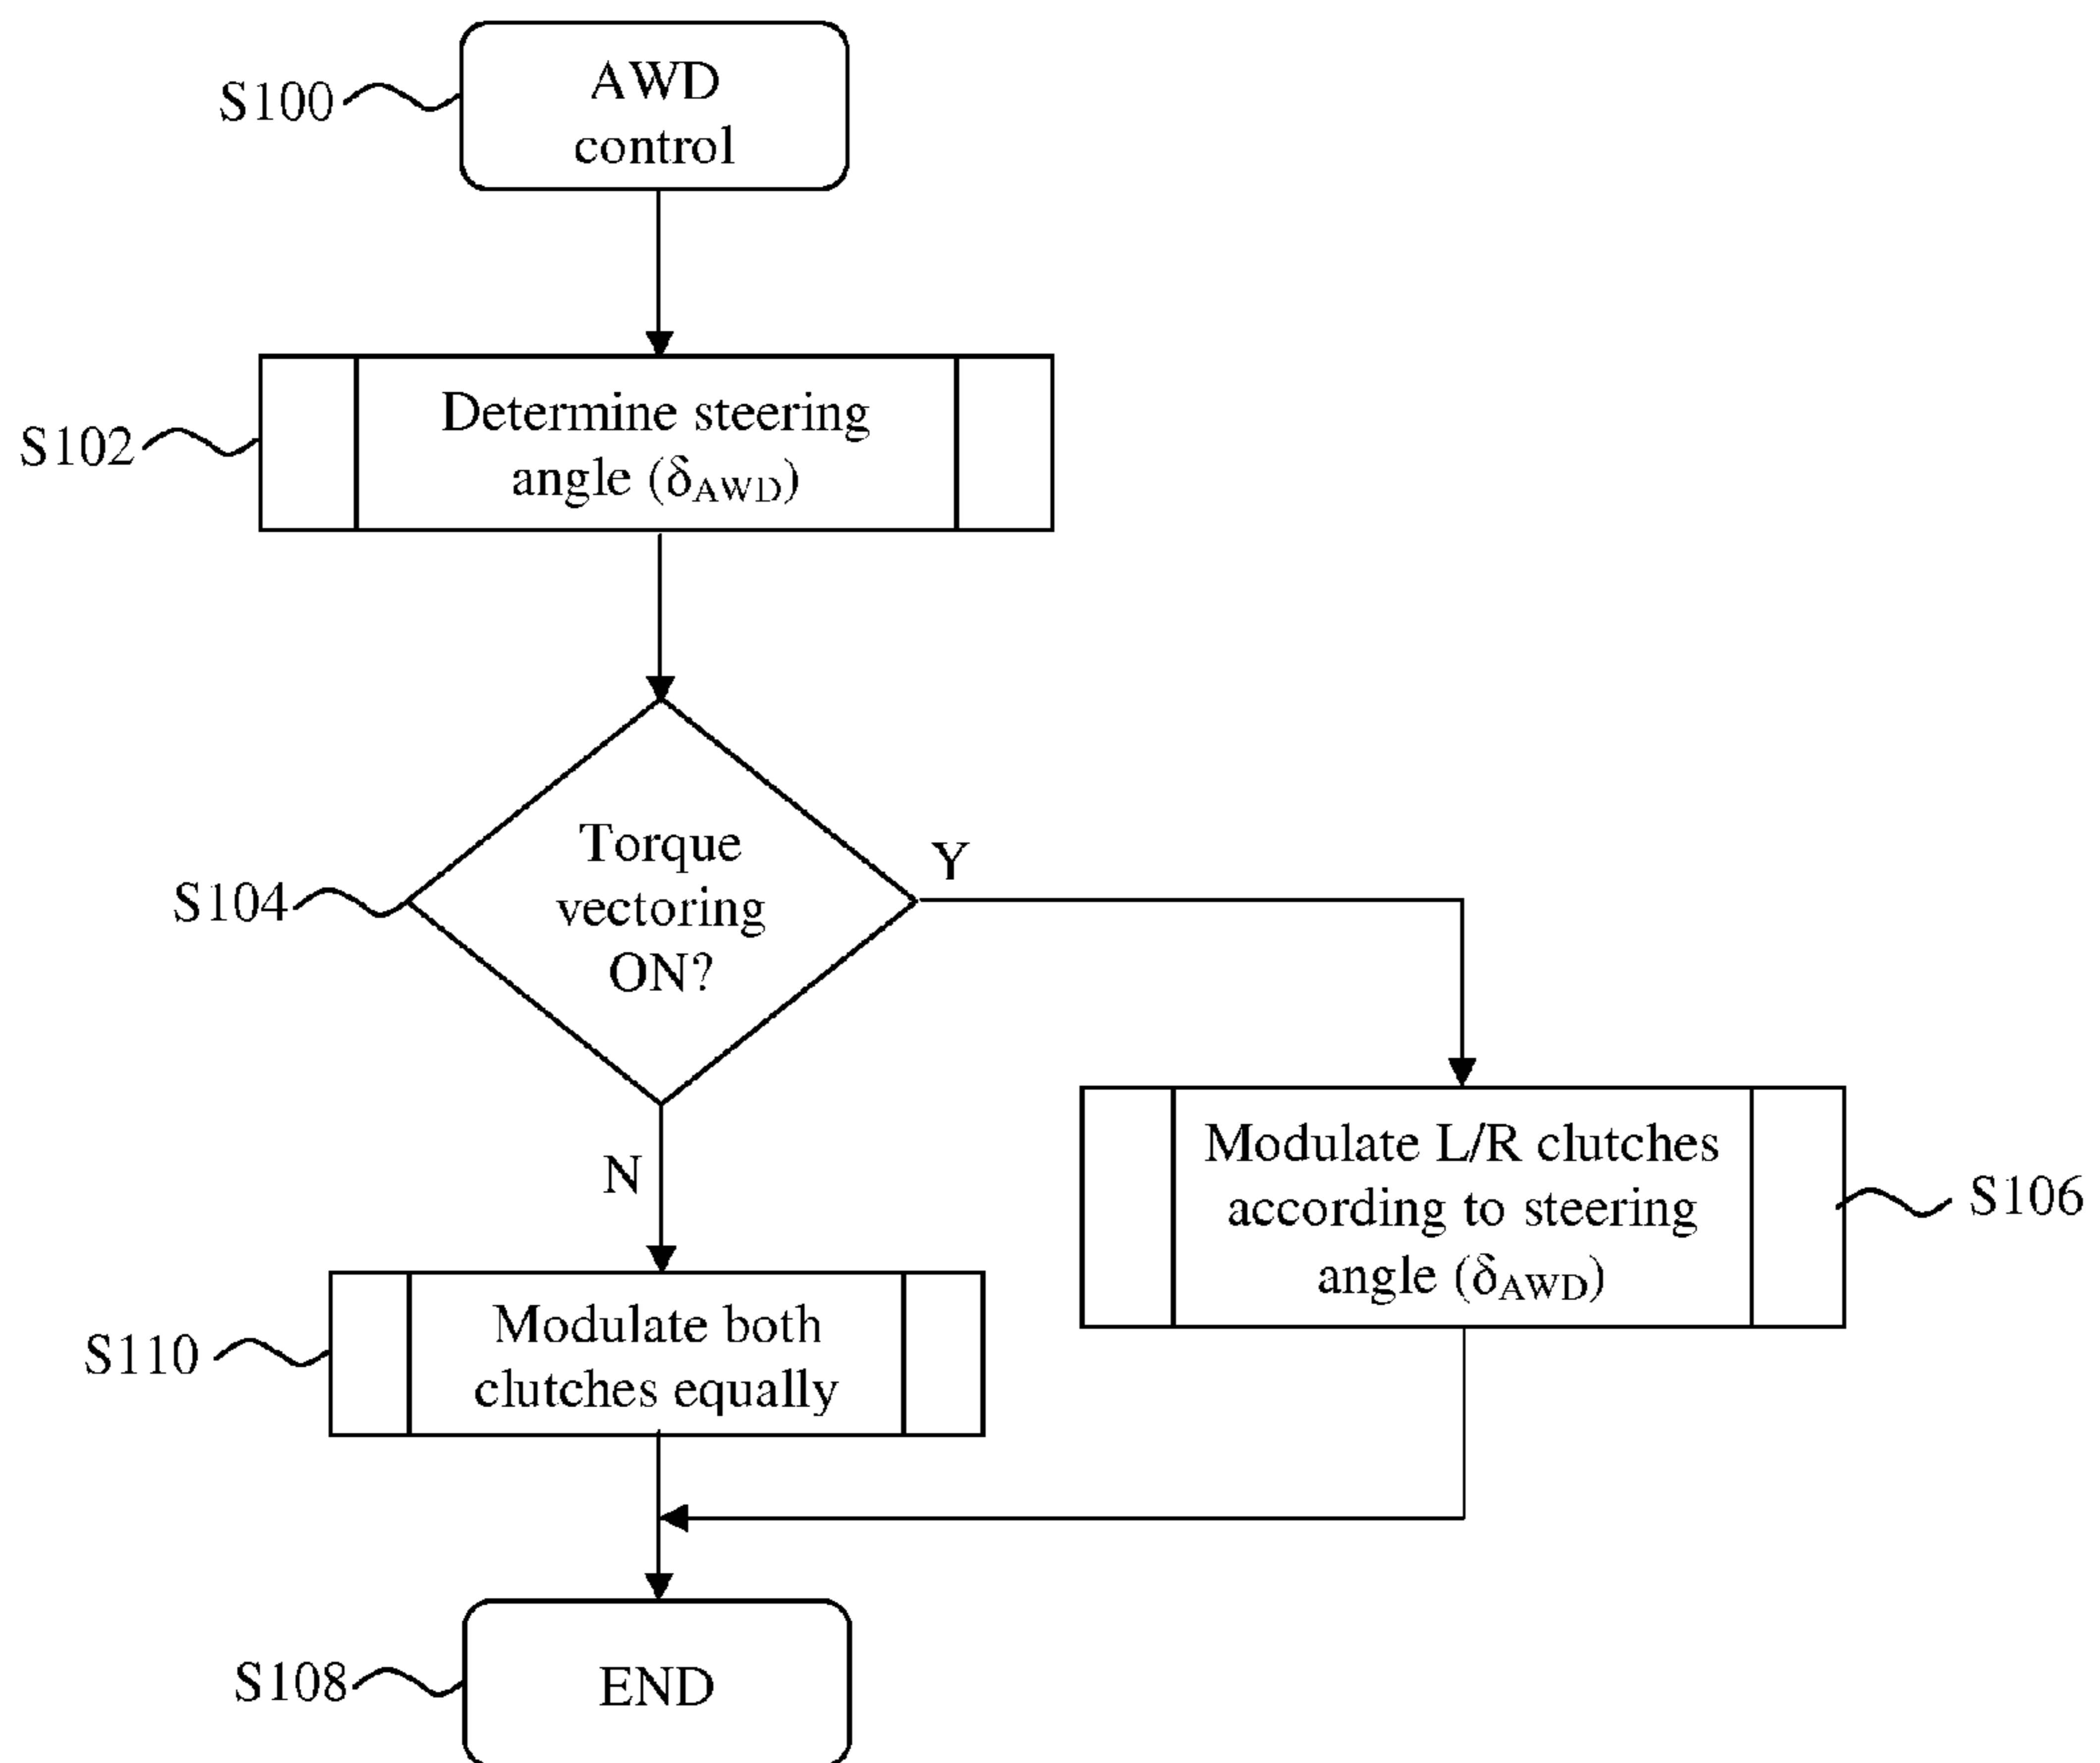 S100
AWD
control
S102
Determine steering
angle (δAWD)
S104
Torque
vectoring
ON?
Y
N
Modulate L/R clutches
according to steering
angle (δAWD)
S106
S110
Modulate both
clutches equally
S108
END